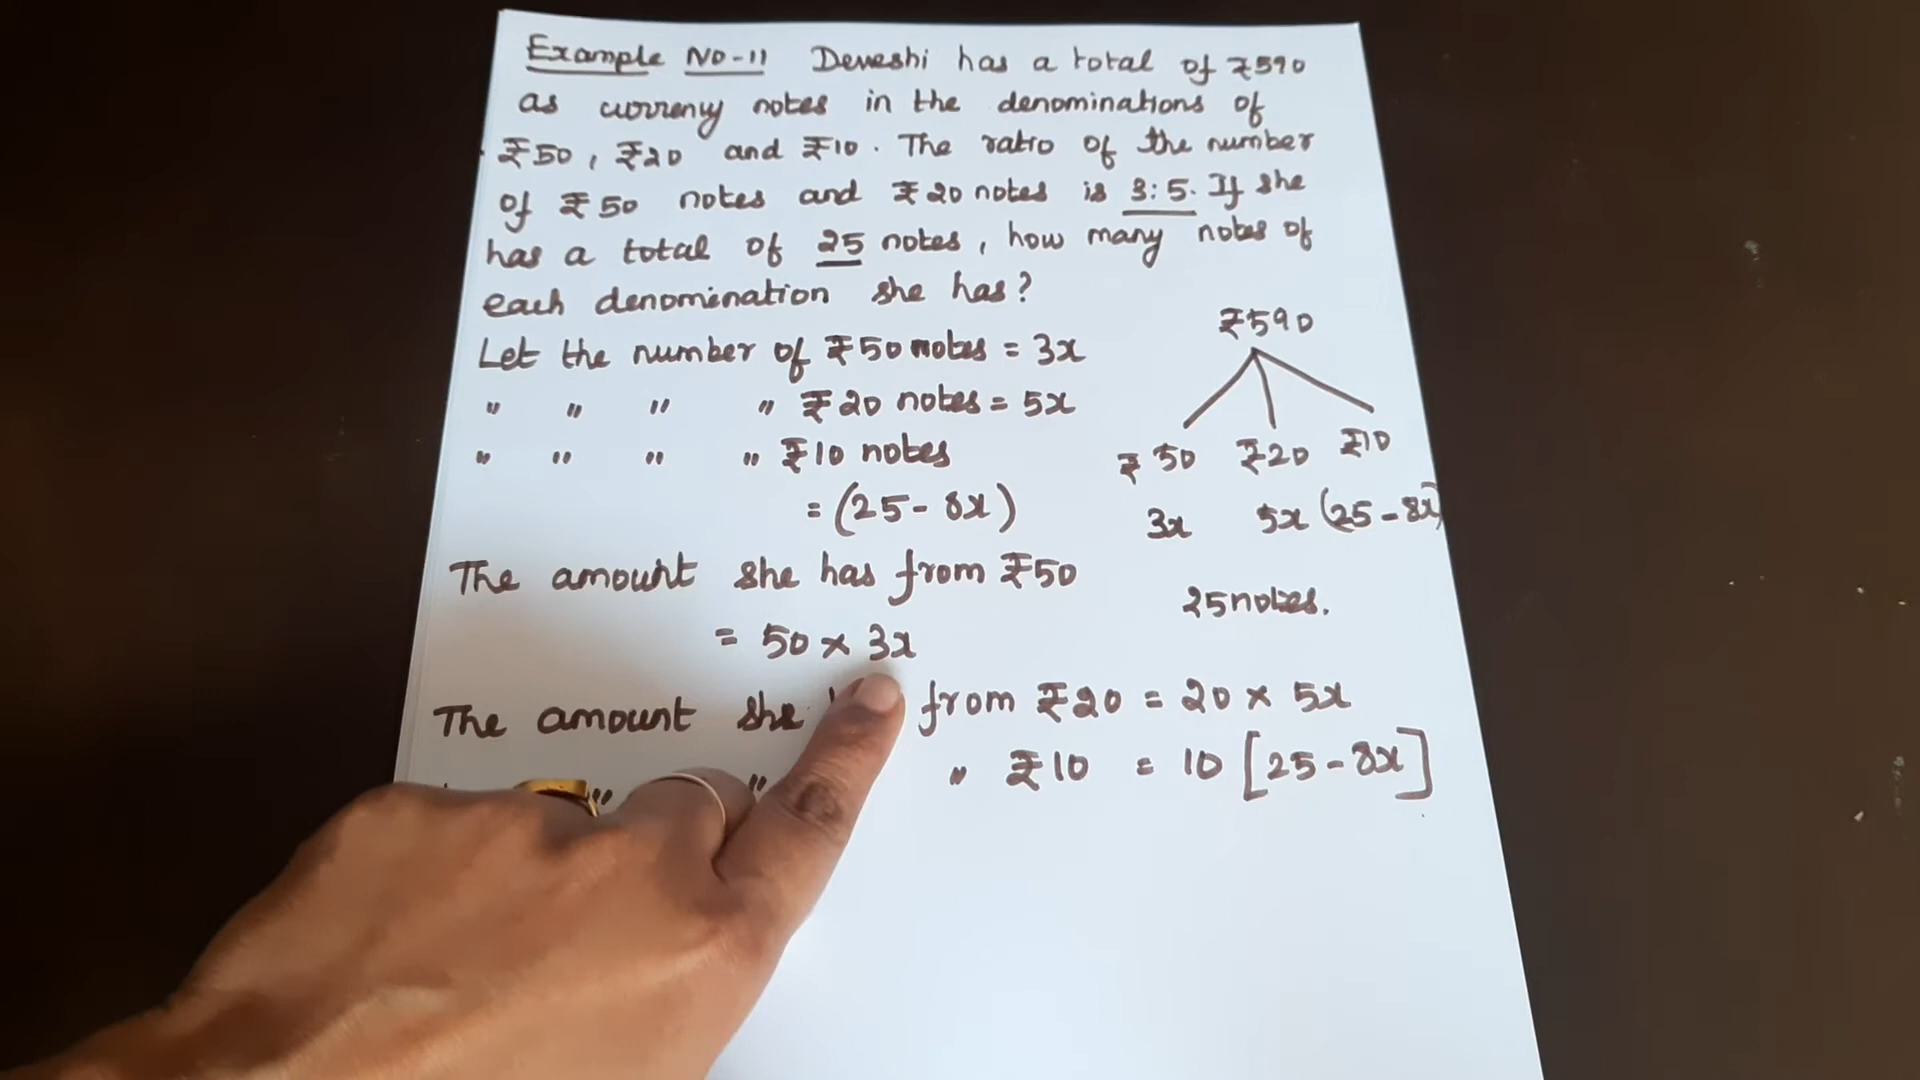 Example No-11 Deveshi has a total of ₹590
as currency notes in the denominations of
₹50, ₹20 and ₹10. The ratio of the number
of ₹50 notes and ₹20 notes is 3:5. If she
has a total of 25 notes, how many notes of
each denomination she has?
Let the number of ₹50 notes = 3x
" " " " ₹20 notes = 5x
" " " " ₹10 notes
= (25-8x)
₹590
₹50 ₹20 ₹10
3x 5x (25-8x)
25 notes.
The amount she has from ₹50
= 50 × 3x
The amount she from ₹20 = 20 × 5x
" " " ₹10 = 10 [25-8x]